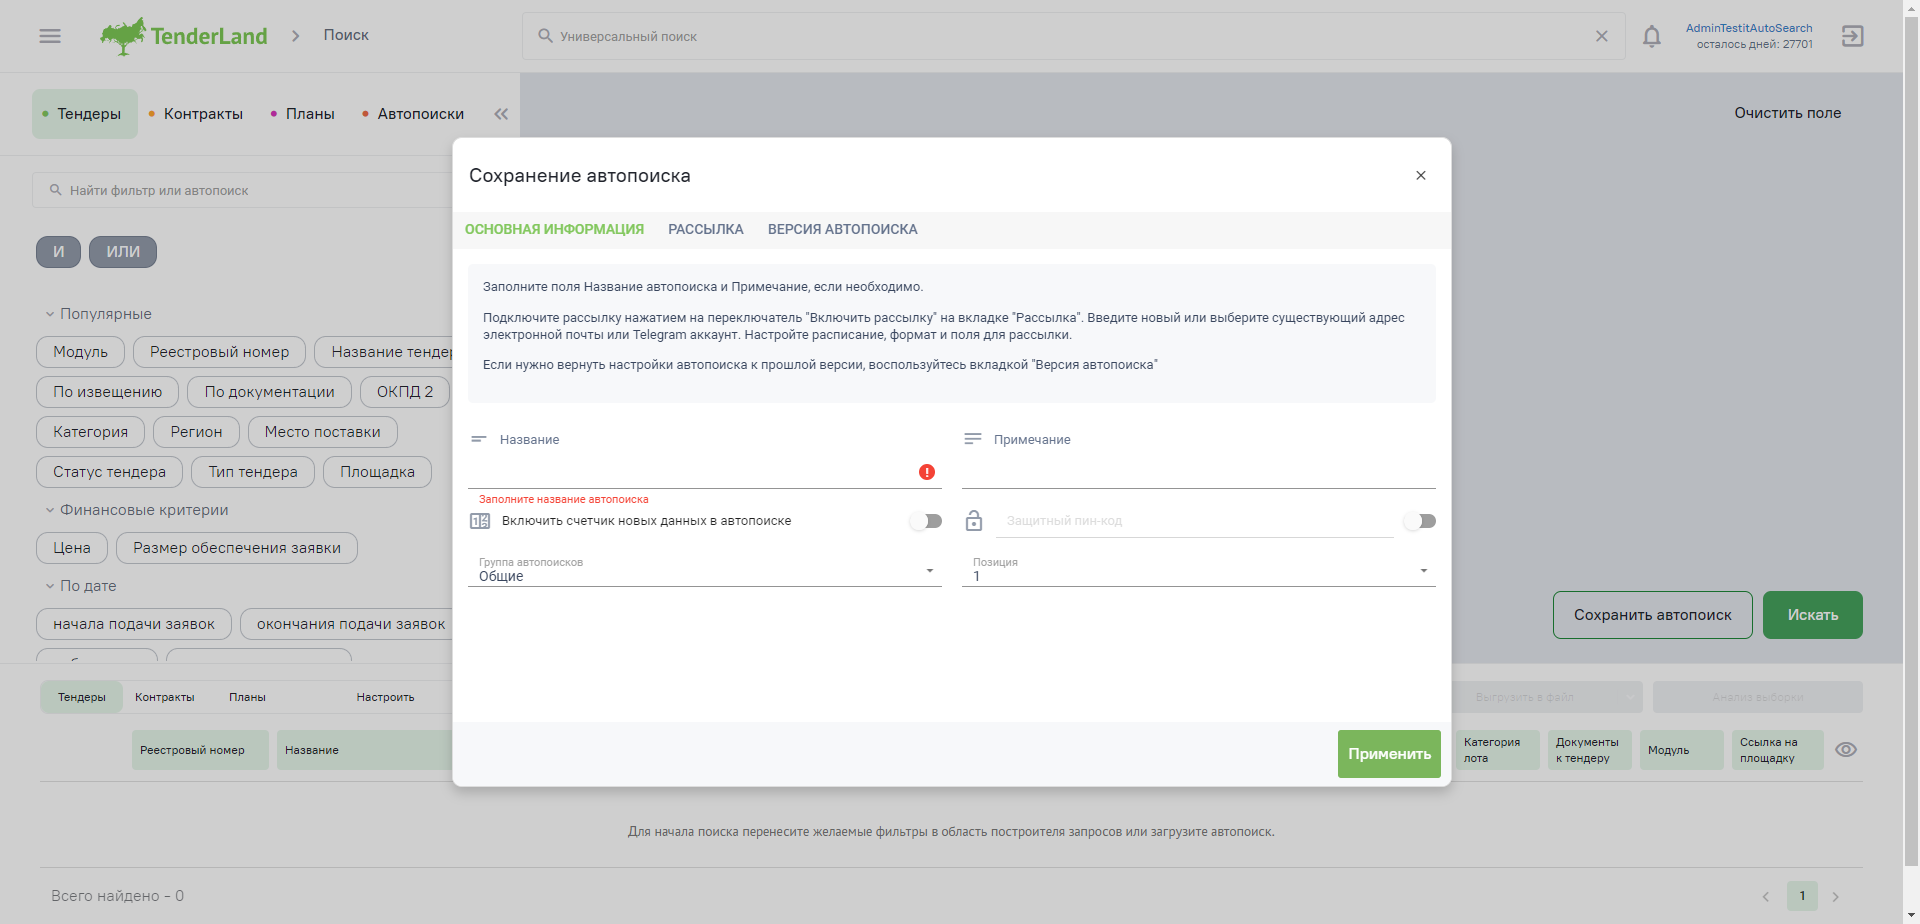 TenderLand
Поиск
Универсальный поиск
AdminTestitAutoSearch
осталось дней: 27701
Тендеры
Контракты
Планы
Автопоиски
Очистить поле
Найти фильтр или автопоиск
И
ИЛИ
Популярные
Модуль
Реестровый номер
Название тендер
По извещению
По документации
ОКПД 2
Категория
Регион
Место поставки
Статус тендера
Тип тендера
Площадка
Финансовые критерии
Цена
Размер обеспечения заявки
По дате
начала подачи заявок
окончания подачи заявок
Сохранение автопоиска
ОСНОВНАЯ ИНФОРМАЦИЯ
РАССЫЛКА
ВЕРСИЯ АВТОПОИСКА
Заполните поля Название автопоиска и Примечание, если необходимо.
Подключите рассылку нажатием на переключатель "Включить рассылку" на вкладке "Рассылка". Введите новый или выберите существующий адрес
электронной почты или Telegram аккаунт. Настройте расписание, формат и поля для рассылки.
Если нужно вернуть настройки автопоиска к прошлой версии, воспользуйтесь вкладкой "Версия автопоиска"
Название
Примечание
Заполните название автопоиска
Включить счетчик новых данных в автопоиске
Защитный пин-код
Группа автопоисков
Общие
Позиция
1
Применить
Сохранить автопоиск
Искать
Тендеры
Контракты
Планы
Настроить
Выгрузить в файл
Анализ выборки
Реестровый номер
Название
Категория
лота
Документы
к тендеру
Модуль
Ссылка на
площадку
Для начала поиска перенесите желаемые фильтры в область построителя запросов или загрузите автопоиск.
Всего найдено - 0
1